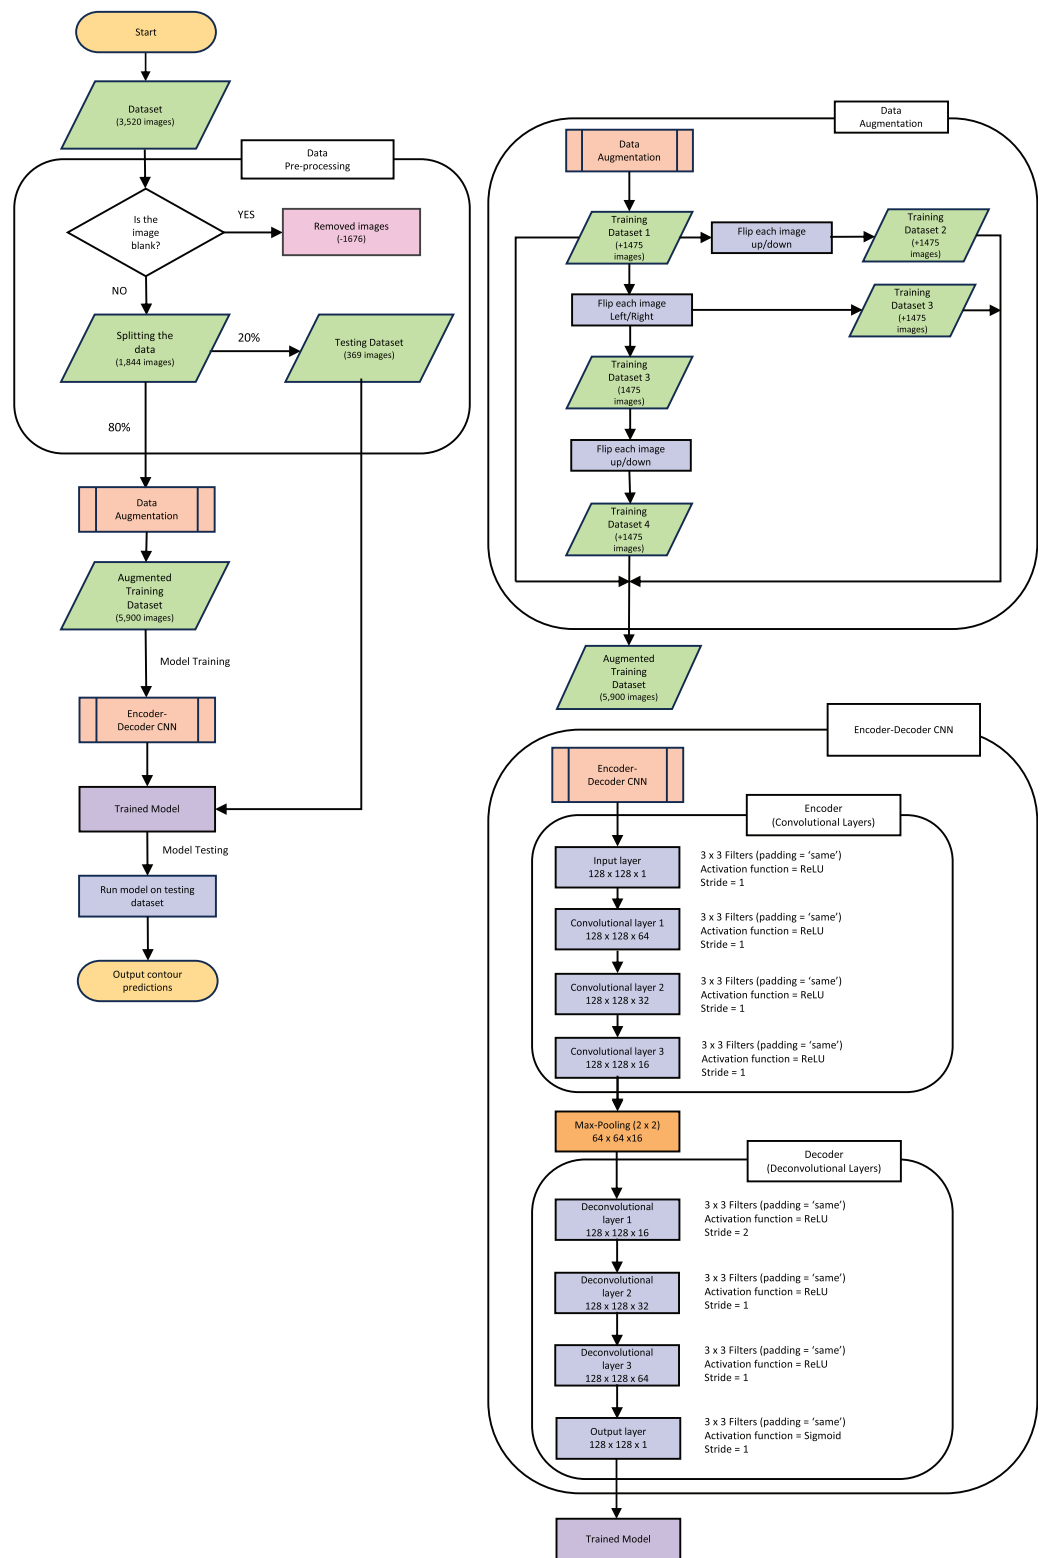 Start
Dataset
(3,520 images)
Data
Pre-processing
Is the
image
blank?
YES
Removed images
(-1676)
NO
Splitting the
data
(1,844 images)
20%
Testing Dataset
(369 images)
80%
Data
Augmentation
Augmented
Training
Dataset
(5,900 images)
Model Training
Encoder-
Decoder CNN
Trained Model
Model Testing
Run model on testing
dataset
Output contour
predictions
Data
Augmentation
Data
Augmentation
Training
Dataset 1
(+1475
images)
Flip each image
up/down
Training
Dataset 2
(+1475
images)
Flip each image
Left/Right
Training
Dataset 3
(+1475
images)
Training
Dataset 3
(1475
images)
Flip each image
up/down
Training
Dataset 4
(+1475
images)
Augmented
Training
Dataset
(5,900 images)
Encoder-Decoder CNN
Encoder-
Decoder CNN
Encoder
(Convolutional Layers)
Input layer
128 x 128 x 1
3 x 3 Filters (padding = ‘same’)
Activation function = ReLU
Stride = 1
Convolutional layer 1
128 x 128 x 64
3 x 3 Filters (padding = ‘same’)
Activation function = ReLU
Stride = 1
Convolutional layer 2
128 x 128 x 32
3 x 3 Filters (padding = ‘same’)
Activation function = ReLU
Stride = 1
Convolutional layer 3
128 x 128 x 16
3 x 3 Filters (padding = ‘same’)
Activation function = ReLU
Stride = 1
Max-Pooling (2 x 2)
64 x 64 x16
Decoder
(Deconvolutional Layers)
Deconvolutional
layer 1
128 x 128 x 16
3 x 3 Filters (padding = ‘same’)
Activation function = ReLU
Stride = 2
Deconvolutional
layer 2
128 x 128 x 32
3 x 3 Filters (padding = ‘same’)
Activation function = ReLU
Stride = 1
Deconvolutional
layer 3
128 x 128 x 64
3 x 3 Filters (padding = ‘same’)
Activation function = ReLU
Stride = 1
Output layer
128 x 128 x 1
3 x 3 Filters (padding = ‘same’)
Activation function = Sigmoid
Stride = 1
Trained Model